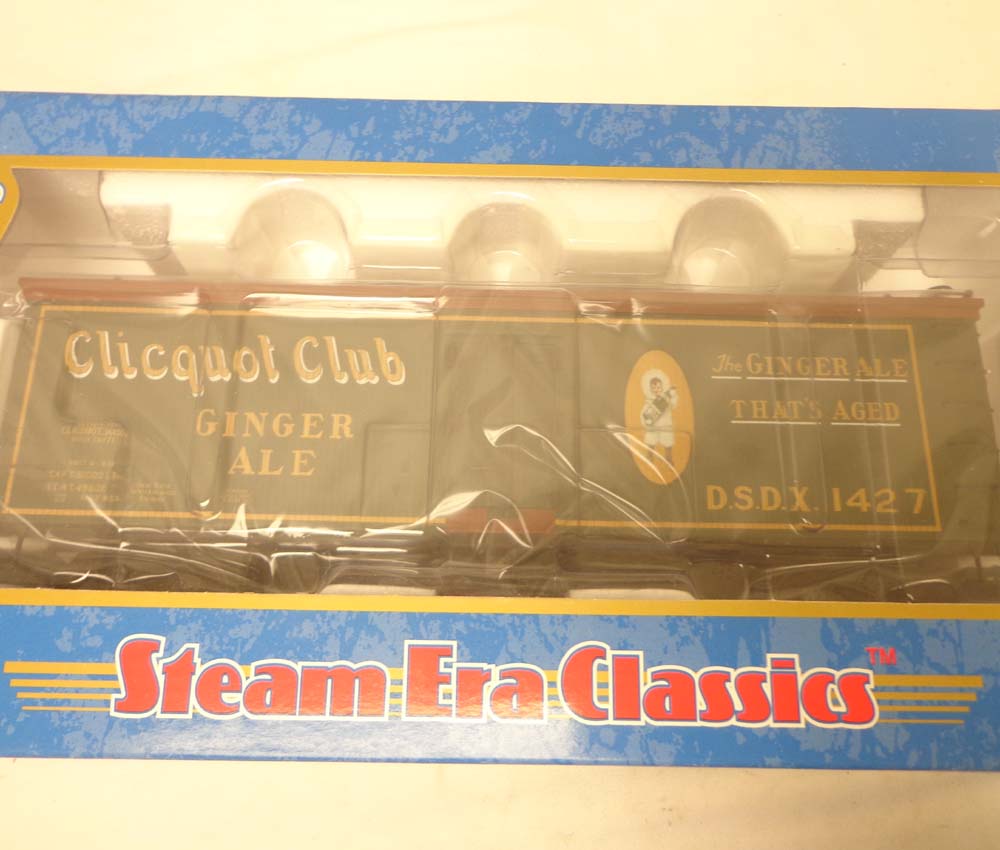 Clicquot Club
GINGER
ALE
The GINGER ALE
THAT'S AGED
D.S.D.X. 1427
Steam Era Classics™